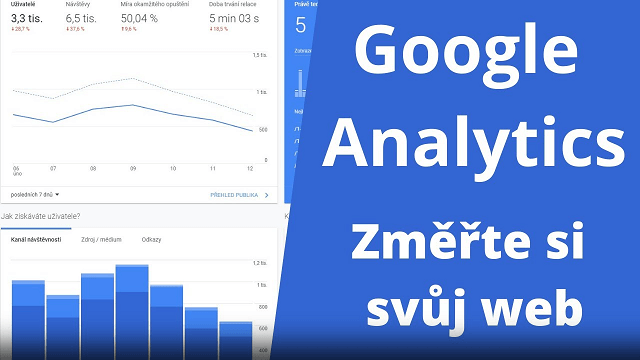 Uživatelé Návštěvy Míra okamžitého opuštění Doba trvání relace
3,3 tis. 6,5 tis. 50,04 % 5 min 03 s
↓28,7 % ↓37,6 % ↑9,6 % ↓18,5 %
1,5 tis.
1 tis.
500
0
06 07 08 09 10 11 12
úno
posledních 7 dnů PŘEHLED PUBLIKA
Jak získáváte uživatele?
Kanál návštěvnosti Zdroj / médium Odkazy
1,2 tis.
1 tis.
800
600
400
Právě
5
Google
Analytics
Změřte si
svůj web